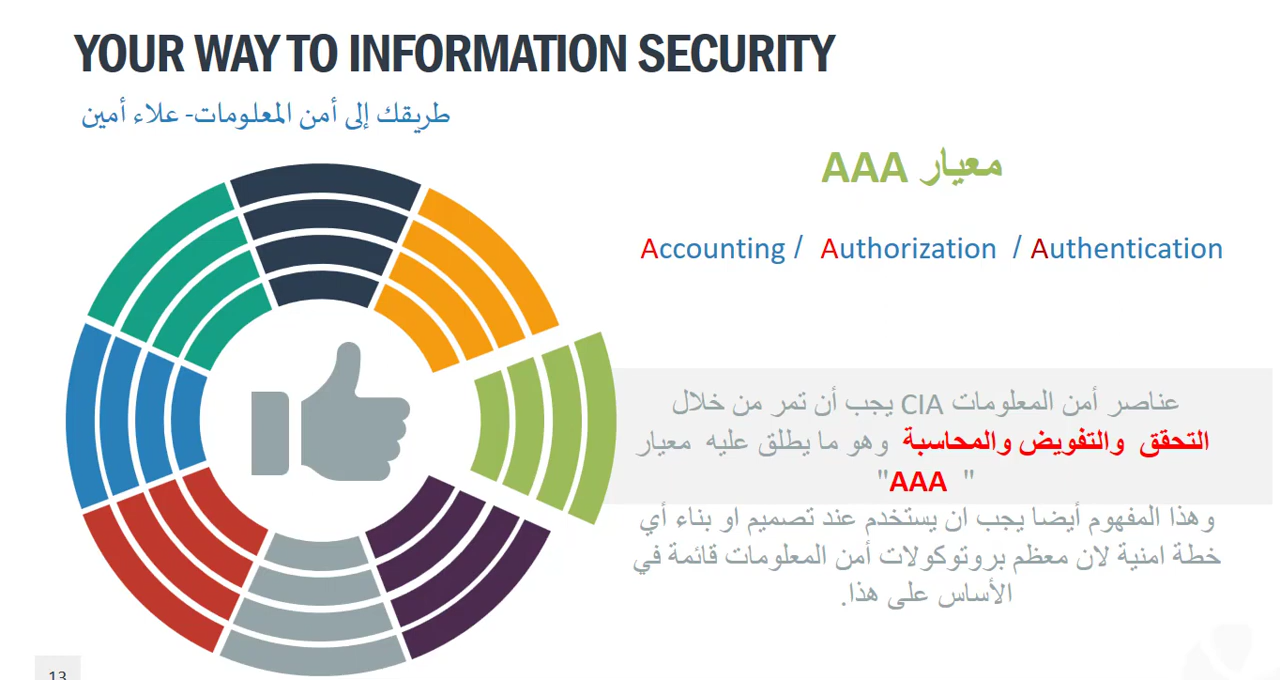 YOUR WAY TO INFORMATION SECURITY
طريقك إلى أمن المعلومات- علاء أمين
معيار AAA
Accounting / Authorization / Authentication
عناصر أمن المعلومات CIA يجب أن تمر من خلال
التحقق والتفويض والمحاسبة وهو ما يطلق عليه معيار
" AAA"
وهذا المفهوم أيضا يجب ان يستخدم عند تصميم او بناء أي
خطة امنية لان معظم بروتوكولات أمن المعلومات قائمة في
الأساس على هذا.
13